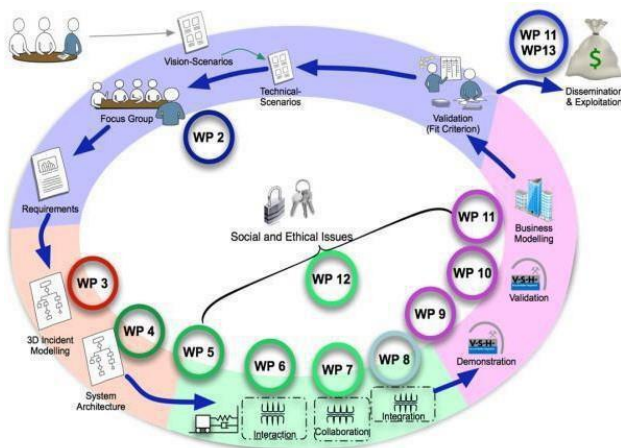 WP 11
WP13
$
Dissemination
& Exploitation
Vision-Scenarios
Technical-
Scenarios
Validation
(Fit Criterion)
Focus Group
WP 2
Requirements
Social and Ethical Issues
WP 11
Business
Modelling
WP 12
WP 10
V-S-H-
Validation
WP 3
3D Incident
Modelling
WP 9
WP 4
WP 5
WP 6
WP 7
WP 8
V-S-H-
Demonstration
System
Architecture
Interaction
Collaboration
Integration